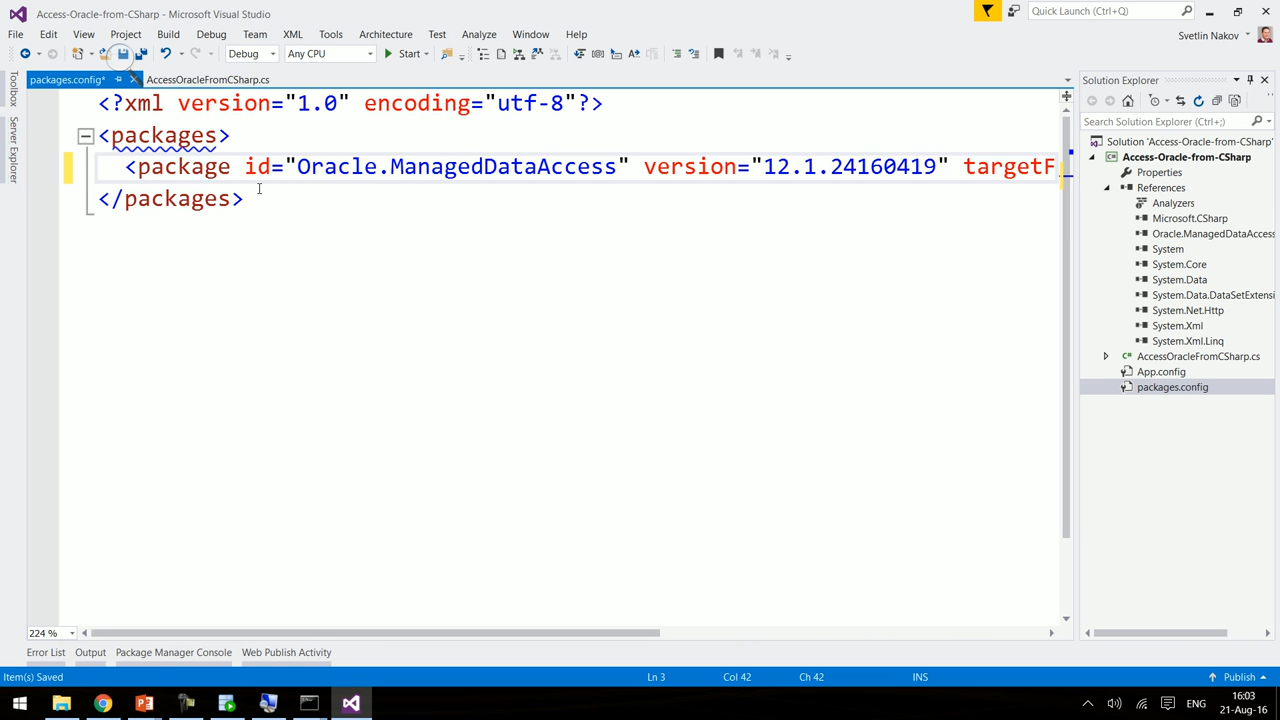 Access-Oracle-from-CSharp - Microsoft Visual Studio
Quick Launch (Ctrl+Q)
File Edit View Project Build Debug Team XML Tools Architecture Test Analyze Window Help
Svetlin Nakov
Debug Any CPU Start
Toolbox
Server Explorer
packages.config* AccessOracleFromCSharp.cs
<?xml version="1.0" encoding="utf-8"?>
<packages>
<package id="Oracle.ManagedDataAccess" version="12.1.24160419" targetF
</packages>
224 %
Solution Explorer
Search Solution Explorer (Ctrl+;)
Solution 'Access-Oracle-from-CSharp'
Access-Oracle-from-CSharp
Properties
References
Analyzers
Microsoft.CSharp
Oracle.ManagedDataAccess
System
System.Core
System.Data
System.Data.DataSetExtensi
System.Net.Http
System.Xml
System.Xml.Linq
AccessOracleFromCSharp.cs
App.config
packages.config
Error List Output Package Manager Console Web Publish Activity
Item(s) Saved Ln 3 Col 42 Ch 42 INS Publish
ENG 16:03
21-Aug-16